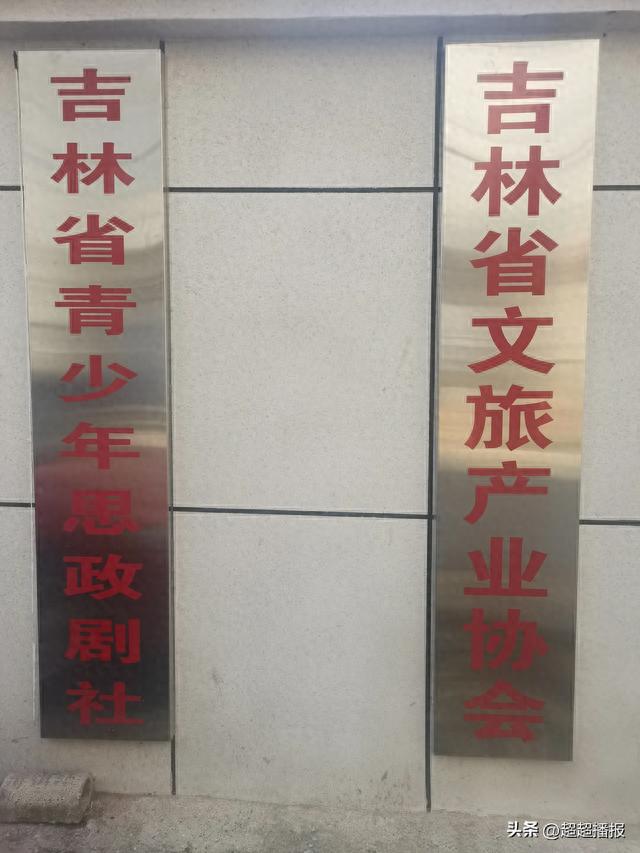 吉林省青少年思政剧社
吉林省文旅产业协会
头条 @超超播报